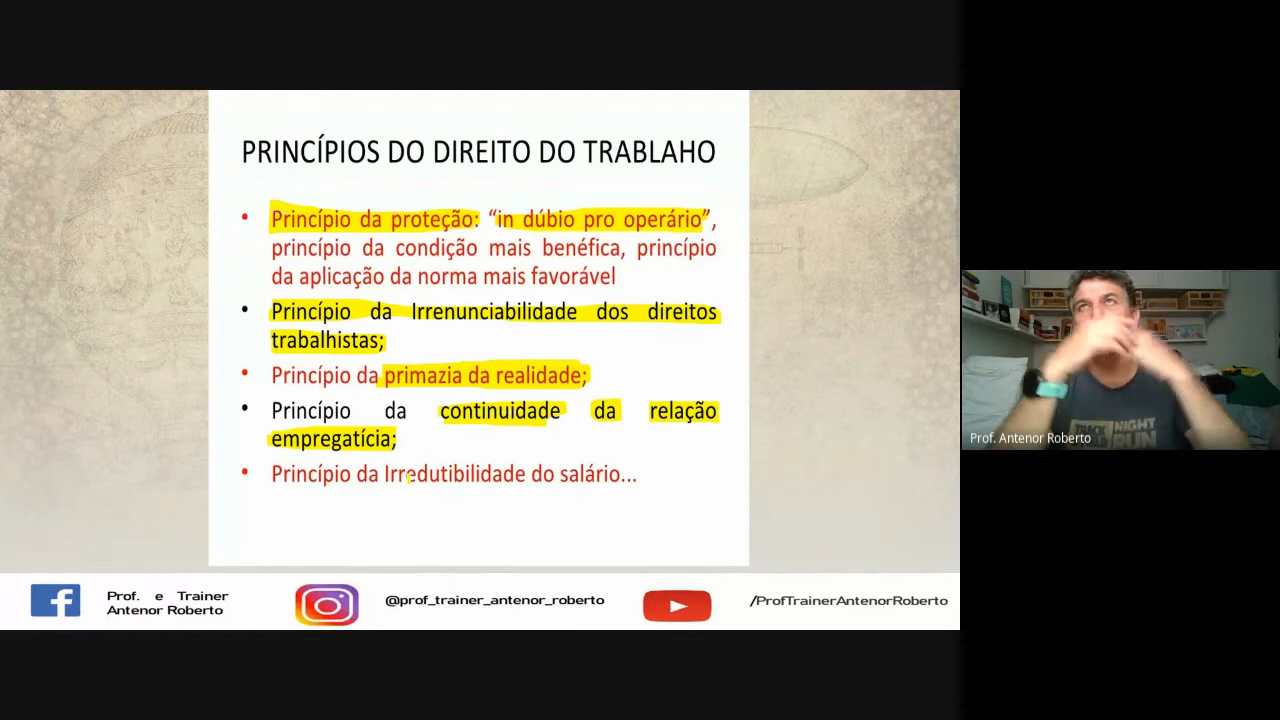 PRINCÍPIOS DO DIREITO DO TRABLAHO
• Princípio da proteção: “in dúbio pro operário”,
princípio da condição mais benéfica, princípio
da aplicação da norma mais favorável
• Princípio da Irrenunciabilidade dos direitos
trabalhistas;
• Princípio da primazia da realidade;
• Princípio da continuidade da relação
empregatícia;
• Princípio da Irredutibilidade do salário...
Prof. e Trainer
Antenor Roberto
@prof_trainer_antenor_roberto
/ProfTrainerAntenorRoberto
NIGHT
RUN
Prof. Antenor Roberto